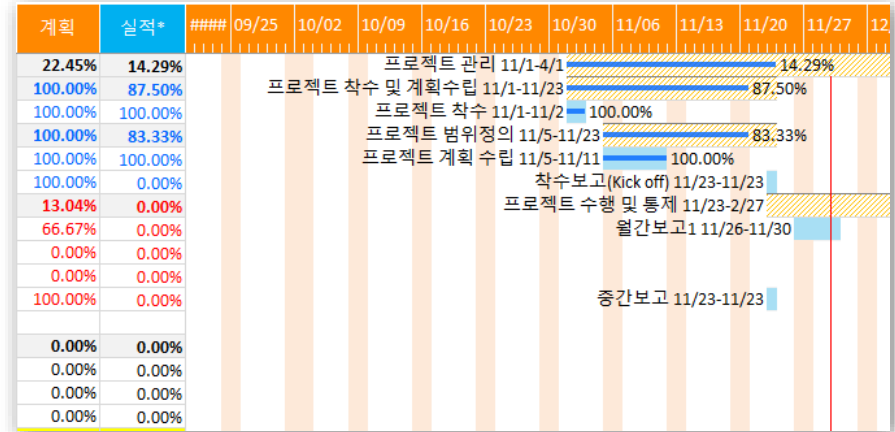 계획 실적* #### 09/25 10/02 10/09 10/16 10/23 10/30 11/06 11/13 11/20 11/27 12/
22.45% 14.29% 프로젝트 관리 11/1-4/1 14.29%
100.00% 87.50% 프로젝트 착수 및 계획수립 11/1-11/23 87.50%
100.00% 100.00% 프로젝트 착수 11/1-11/2 100.00%
100.00% 83.33% 프로젝트 범위정의 11/5-11/23 83.33%
100.00% 100.00% 프로젝트 계획 수립 11/5-11/11 100.00%
100.00% 0.00% 착수보고(Kick off) 11/23-11/23
13.04% 0.00% 프로젝트 수행 및 통제 11/23-2/27
66.67% 0.00% 월간보고1 11/26-11/30
0.00% 0.00%
0.00% 0.00%
100.00% 0.00% 중간보고 11/23-11/23
0.00% 0.00%
0.00% 0.00%
0.00% 0.00%
0.00% 0.00%